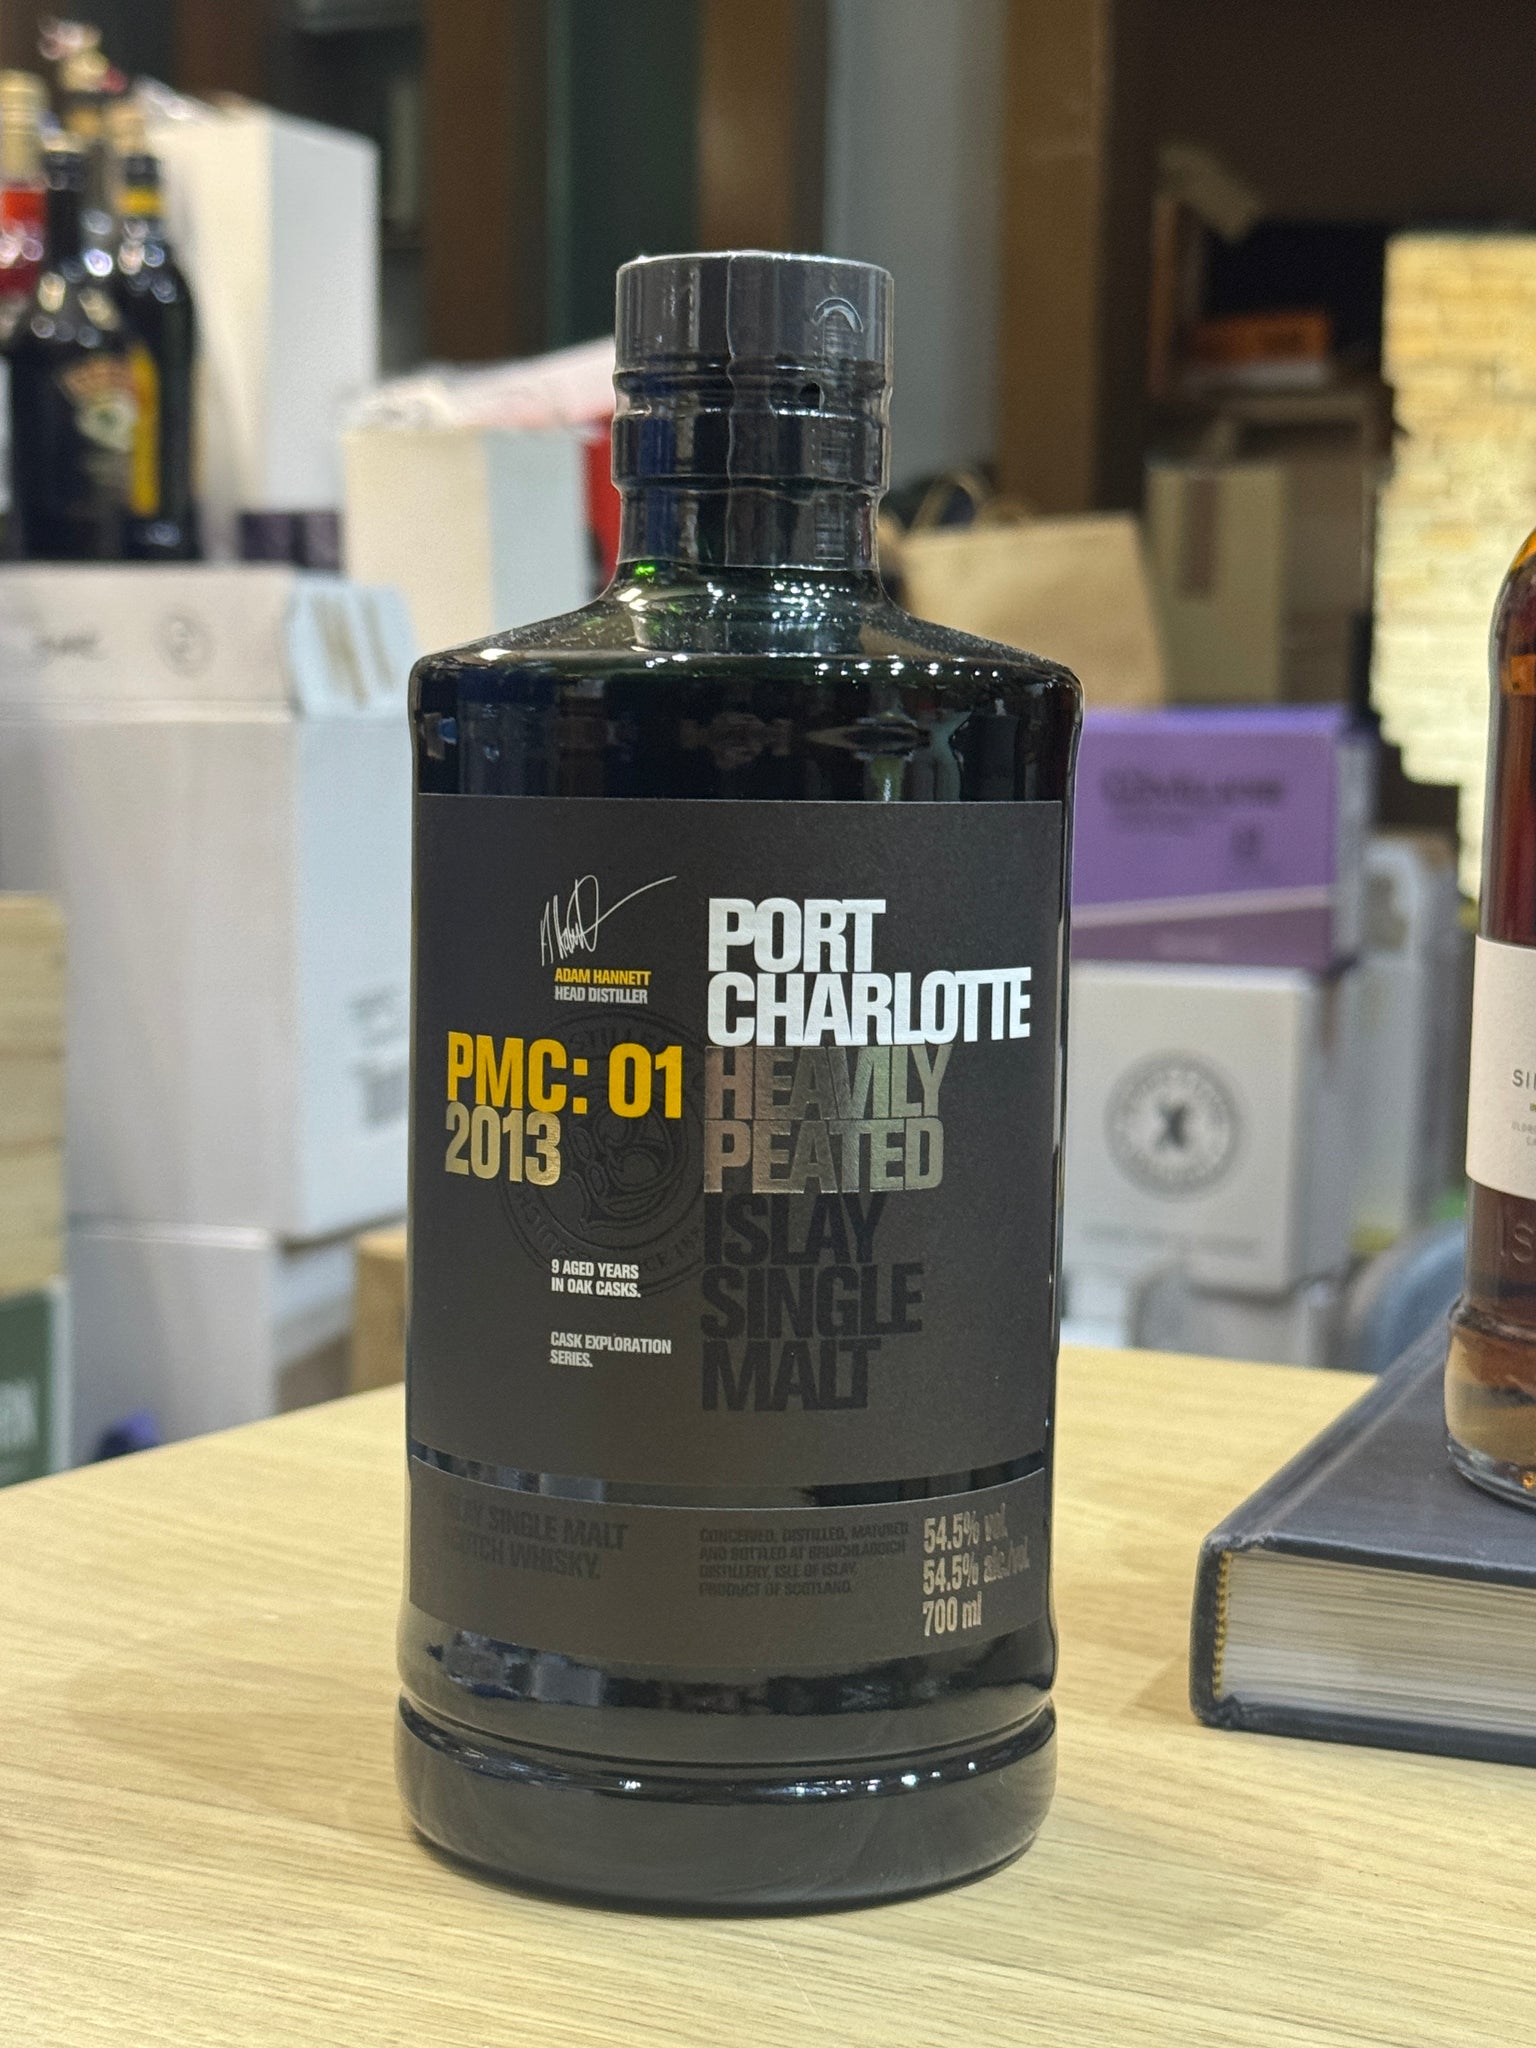 ADAM HANNETT
HEAD DISTILLER
PMC: 01
2013
9 AGED YEARS
IN OAK CASKS.
CASK EXPLORATION
SERIES.
PORT
CHARLOTTE
HEAVILY
PEATED
ISLAY
SINGLE
MALT
ISLAY SINGLE MALT
SCOTCH WHISKY.
CONCEIVED, DISTILLED, MATURED
AND BOTTLED AT BRUICHLADDICH
DISTILLERY, ISLE OF ISLAY.
PRODUCT OF SCOTLAND.
54.5% vol.
54.5% alc./vol.
700 ml